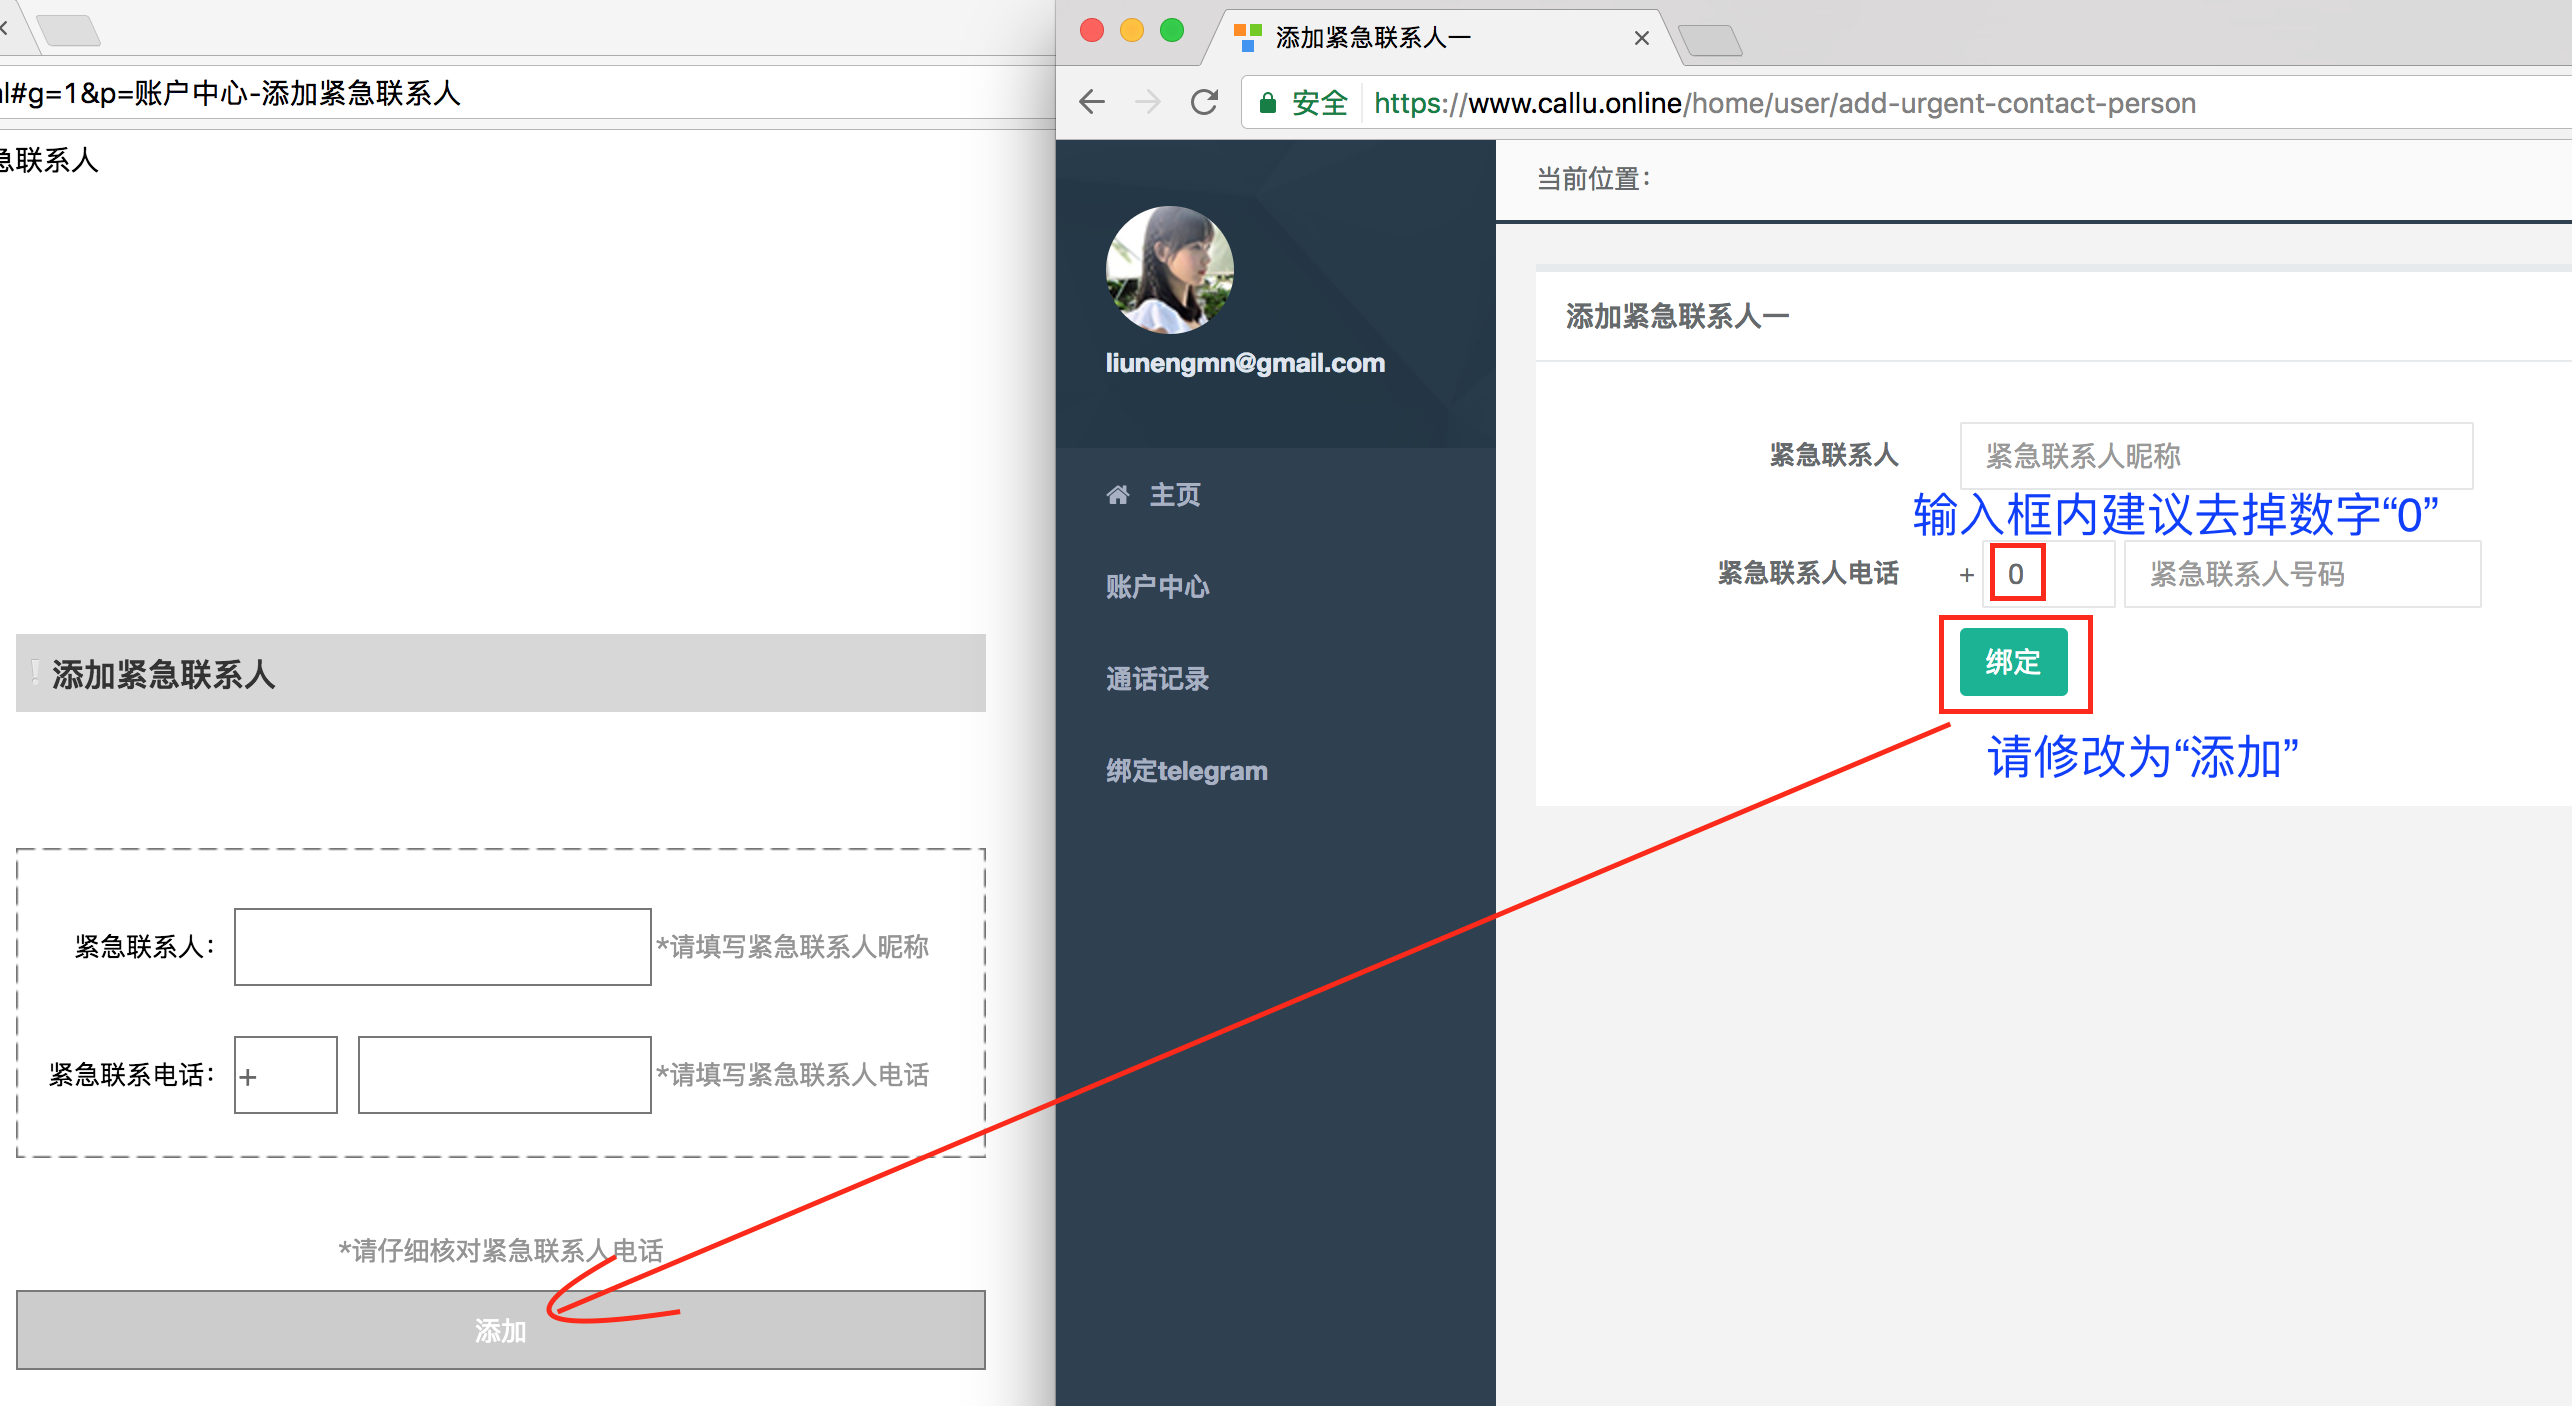 l#g=1&p=账户中心-添加紧急联系人
急联系人
添加紧急联系人
紧急联系人：
*请填写紧急联系人昵称
紧急联系电话：
+
*请填写紧急联系人电话
*请仔细核对紧急联系人电话
添加
添加紧急联系人一
安全
https://www.callu.online/home/user/add-urgent-contact-person
liunengmn@gmail.com
主页
账户中心
通话记录
绑定telegram
当前位置：
添加紧急联系人一
紧急联系人
紧急联系人昵称
输入框内建议去掉数字“0”
紧急联系人电话
+
0
紧急联系人号码
绑定
请修改为“添加”